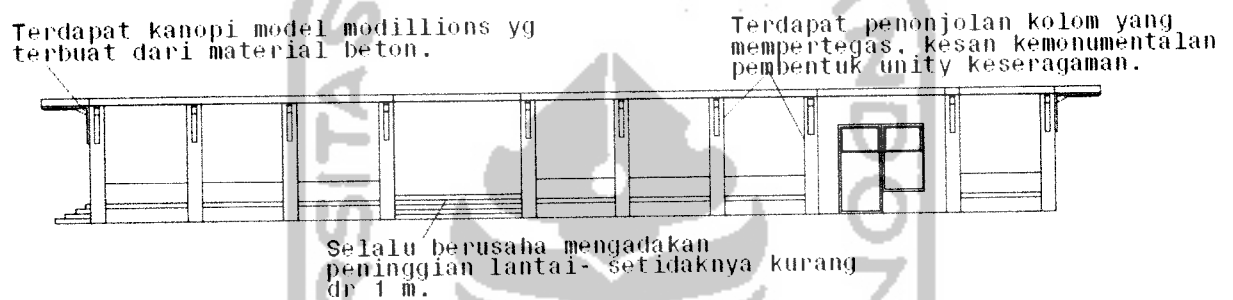 Terdapat kanopi model modillions yg
terbuat dari material beton.
Terdapat penonjolan kolom yang
mempertegas. kesan kemonumentalan
pembentuk unity keseragaman.
Selalu berusaha mengadakan
peninggian lantai- setidaknya kurang
dr 1 m.